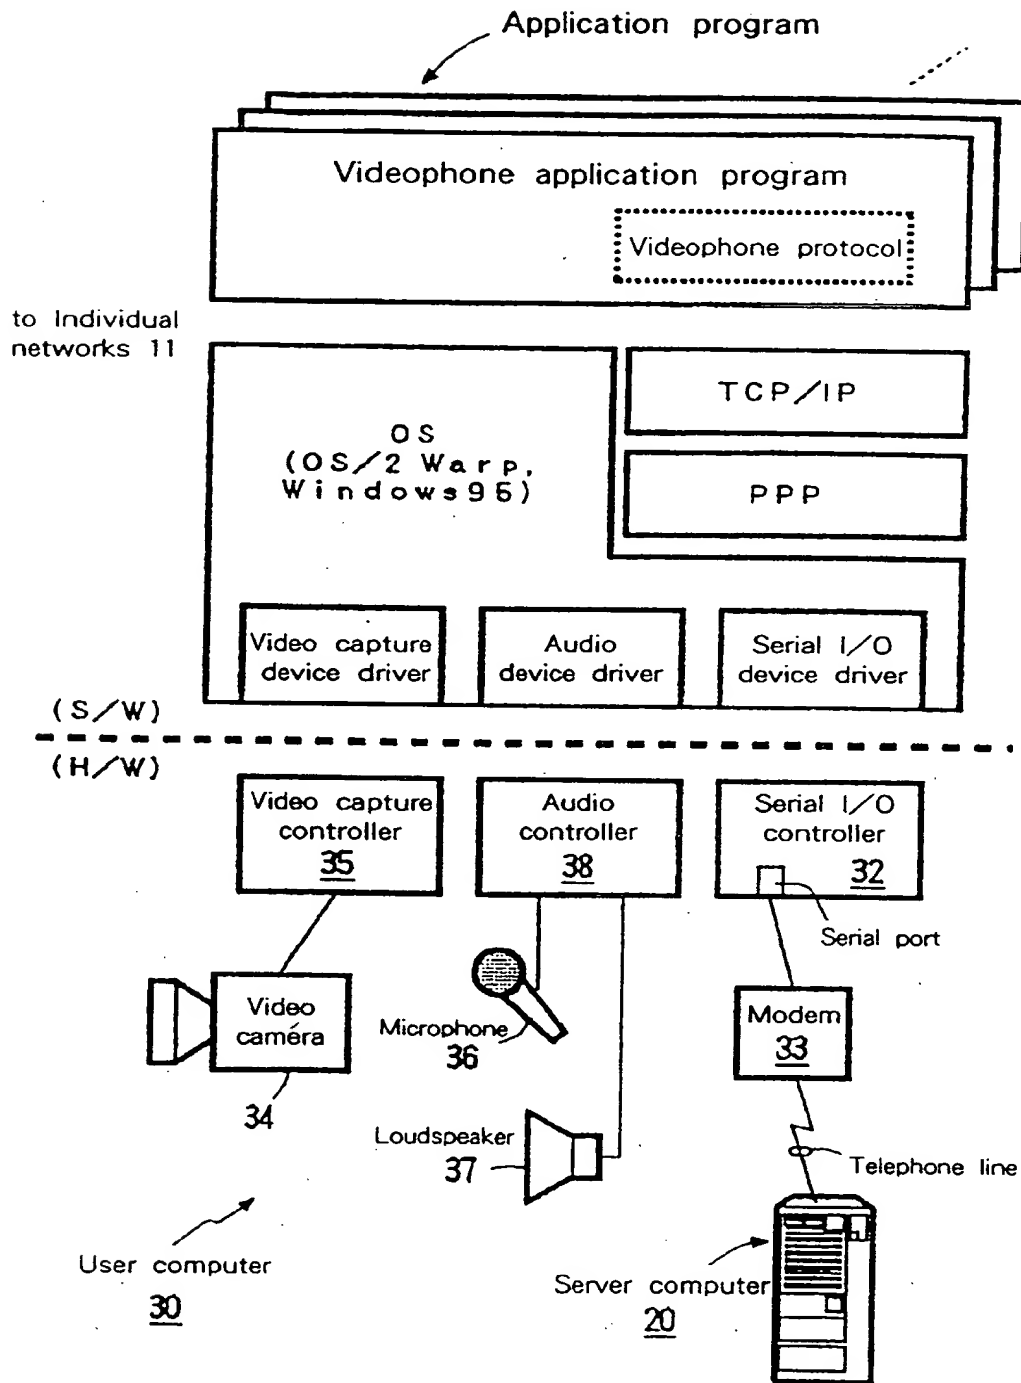 Application program
Videophone application program
Videophone protocol
to Individual
networks 11
TCP/IP
OS
(OS/2 Warp,
Windows95)
PPP
Video capture
device driver
Audio
device driver
Serial I/O
device driver
(S/W)
(H/W)
Video capture
controller
35
Audio
controller
38
Serial I/O
controller
32
Serial port
Video
caméra
34
Microphone
36
Modem
33
Loudspeaker
37
Telephone line
User computer
30
Server computer
20